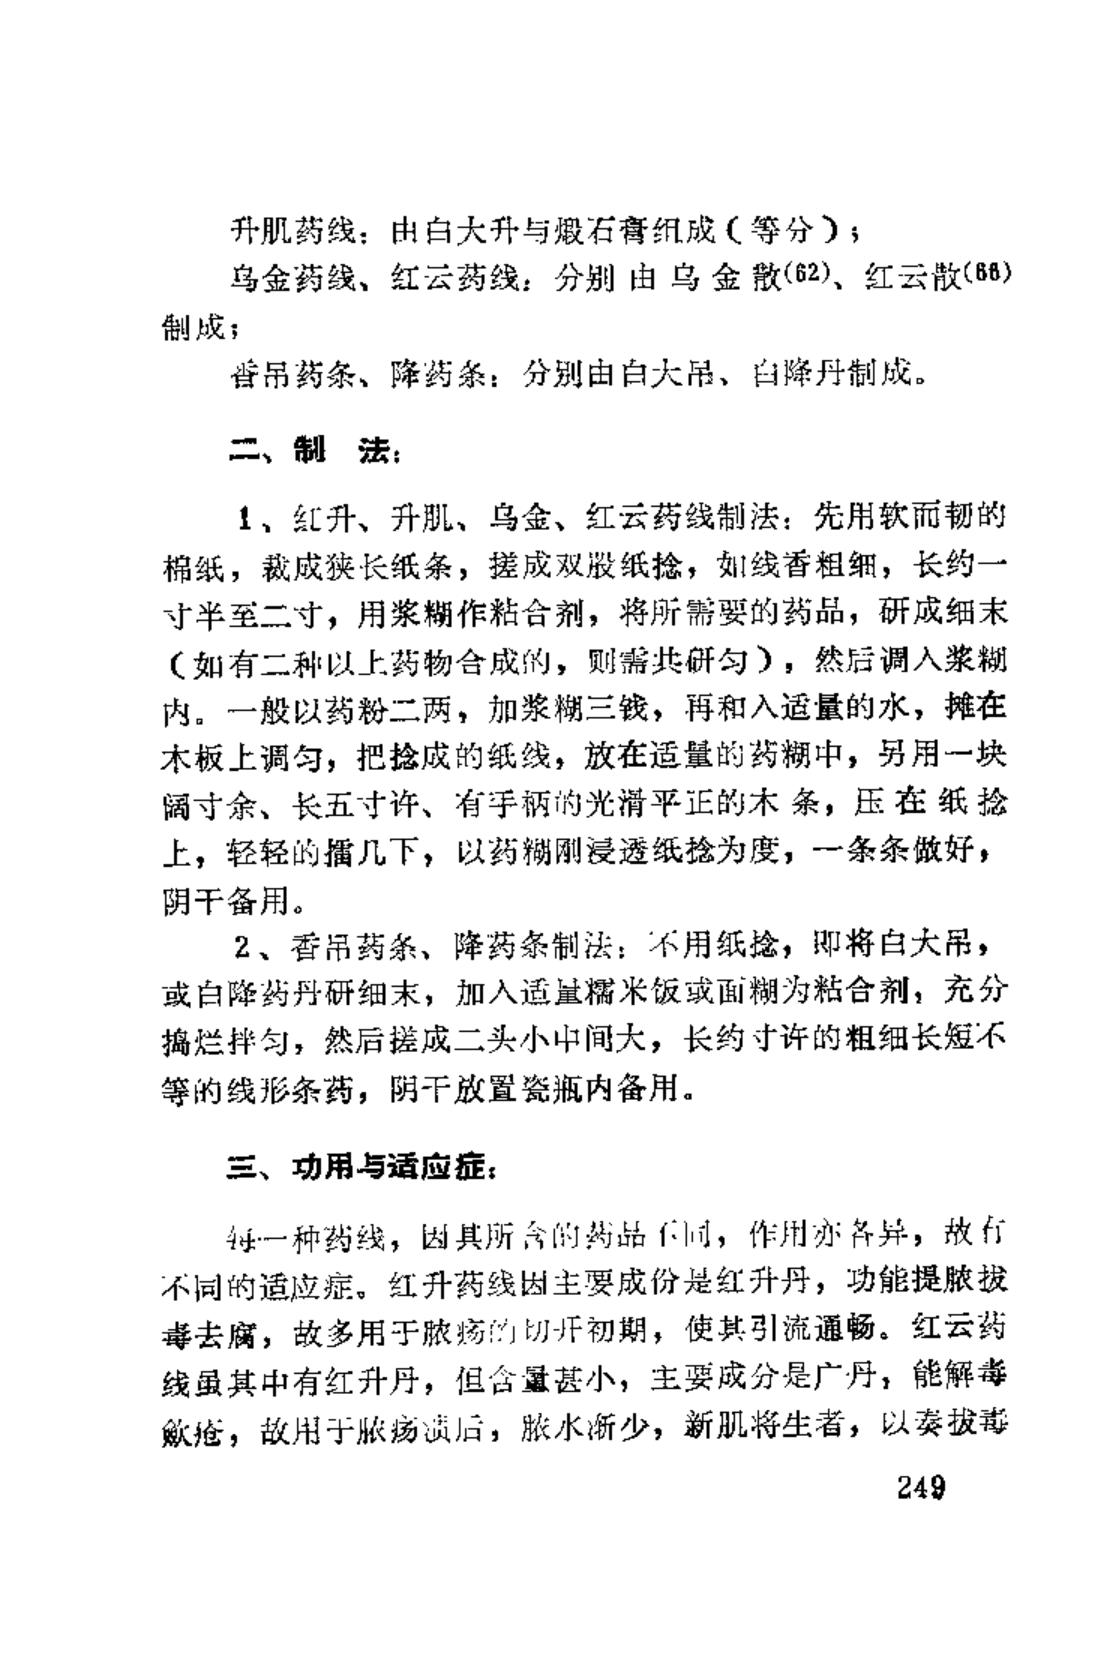 升肌药线：由白大升与煅石膏组成（等分）；
乌金药线、红云药线：分别由乌金散(62)、红云散(66)
制成；
香吊药条、降药条：分别由白大吊、白降丹制成。
二、制 法：
1、红升、升肌、乌金、红云药线制法：先用软而韧的
棉纸，裁成狭长纸条，搓成双股纸捻，如线香粗细，长约一
寸半至二寸，用浆糊作粘合剂，将所需要的药品，研成细末
（如有二种以上药物合成的，则需共研匀），然后调入浆糊
内。一般以药粉二两，加浆糊三钱，再和入适量的水，摊在
木板上调匀，把捻成的纸线，放在适量的药糊中，另用一块
阔寸余、长五寸许、有手柄的光滑平正的木条，压在纸捻
上，轻轻的擂几下，以药糊刚浸透纸捻为度，一条条做好，
阴干备用。
2、香吊药条、降药条制法：不用纸捻，即将白大吊，
或白降药丹研细末，加入适量糯米饭或面糊为粘合剂，充分
捣烂拌匀，然后搓成二头小中间大，长约寸许的粗细长短不
等的线形条药，阴干放置瓷瓶内备用。
三、功用与适应症：
每一种药线，因其所含的药品不同，作用亦各异，故有
不同的适应症。红升药线因主要成份是红升丹，功能提脓拔
毒去腐，故多用于脓疡的切开初期，使其引流通畅。红云药
线虽其中有红升丹，但含量甚小，主要成分是广丹，能解毒
歛疮，故用于脓疡溃后，脓水渐少，新肌将生者，以奏拔毒
249